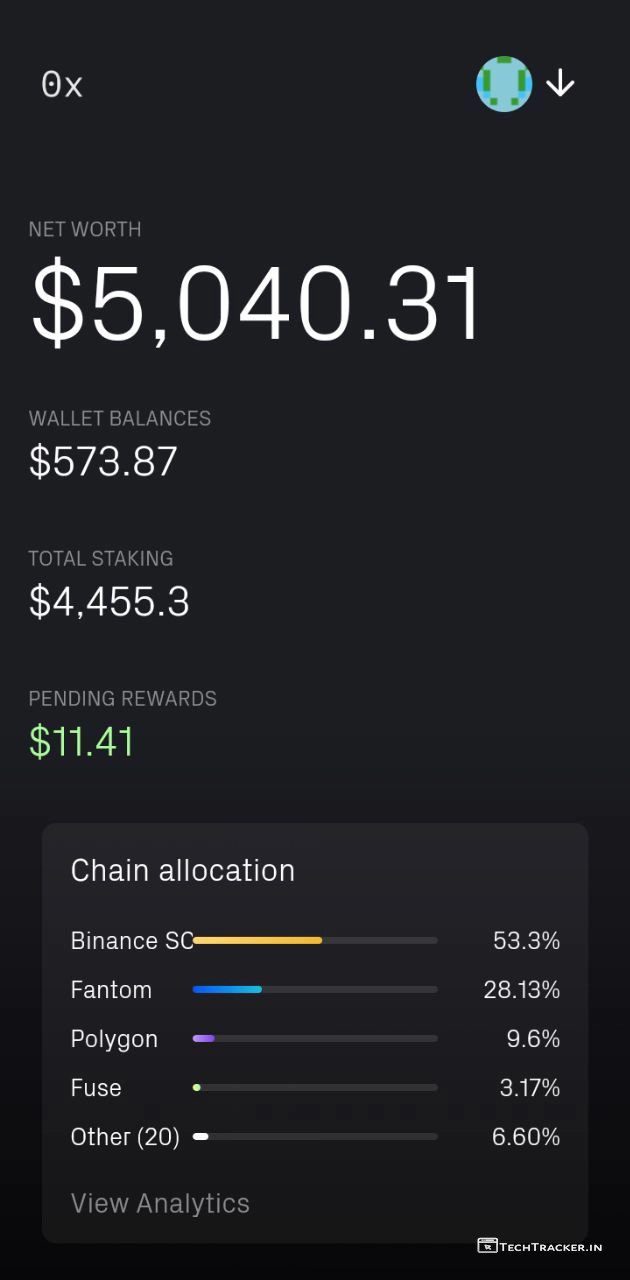 0x
NET WORTH
$5,040.31
WALLET BALANCES
$573.87
TOTAL STAKING
$4,455.3
PENDING REWARDS
$11.41
Chain allocation
Binance SC 53.3%
Fantom 28.13%
Polygon 9.6%
Fuse 3.17%
Other (20) 6.60%
View Analytics
TECHTRACKER.IN